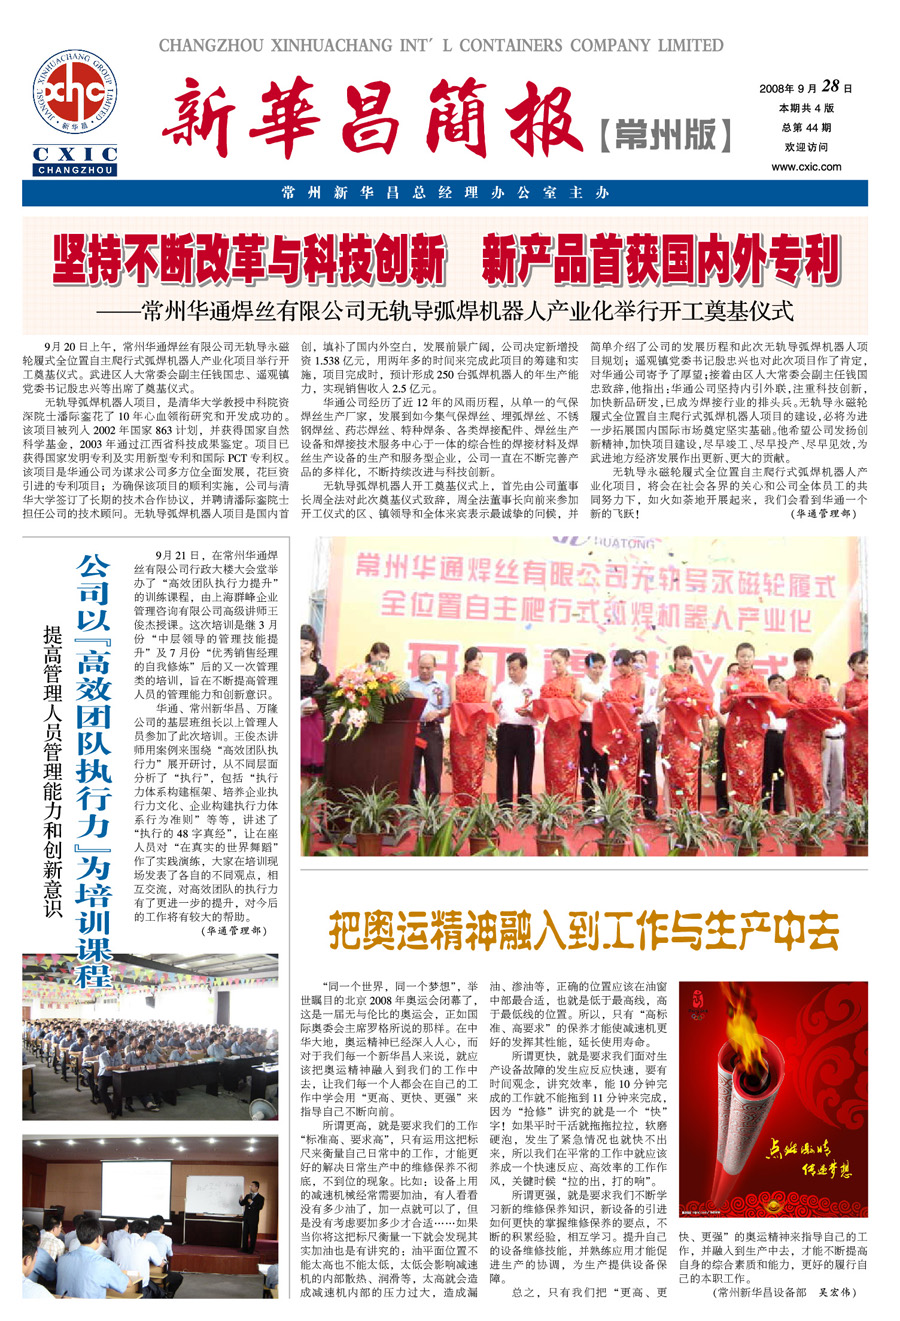 CHANGZHOU XINHUACHANG INT' L CONTAINERS COMPANY LIMITED
JIANGSU XINHUACHANG GROUP LIMITED
xhc
·新华昌·
CXIC
CHANGZHOU
新華昌簡报【常州版】
2008年 9 月 28 日
本期共 4 版
总第 44 期
欢迎访问
www.cxic.com
常州新华昌总经理办公室主办
坚持不断改革与科技创新 新产品首获国内外专利
——常州华通焊丝有限公司无轨导弧焊机器人产业化举行开工奠基仪式
9月 20 日上午，常州华通焊丝有限公司无轨导永磁
轮履式全位置自主爬行式弧焊机器人产业化项目举行开
工奠基仪式。武进区人大常委会副主任钱国忠、遥观镇
党委书记殷忠兴等出席了奠基仪式。
无轨导弧焊机器人项目，是清华大学教授中科院资
深院士潘际銮花了 10 年心血领衔研究和开发成功的。
该项目被列入 2002 年国家 863 计划，并获得国家自然
科学基金，2003 年通过江西省科技成果鉴定。项目已
获得国家发明专利及实用新型专利和国际 PCT 专利权。
该项目是华通公司为谋求公司多方位全面发展，花巨资
引进的专利项目；为确保该项目的顺利实施，公司与清
华大学签订了长期的技术合作协议，并聘请潘际銮院士
担任公司的技术顾问。无轨导弧焊机器人项目是国内首
创，填补了国内外空白，发展前景广阔，公司决定新增投
资 1.538 亿元，用两年多的时间来完成此项目的筹建和实
施，项目完成时，预计形成 250 台弧焊机器人的年生产能
力，实现销售收入 2.5 亿元。
华通公司经历了近 12 年的风雨历程，从单一的气保
焊丝生产厂家，发展到如今集气保焊丝、埋弧焊丝、不锈
钢焊丝、药芯焊丝、特种焊条、各类焊接配件、焊丝生产
设备和焊接技术服务中心于一体的综合性的焊接材料及焊
丝生产设备的生产和服务型企业，公司一直在不断完善产
品的多样化，不断持续改进与科技创新。
无轨导弧焊机器人开工奠基仪式上，首先由公司董事
长周全法对此次奠基仪式致辞，周全法董事长向前来参加
开工仪式的区、镇领导和全体来宾表示最诚挚的问候，并
简单介绍了公司的发展历程和此次无轨导弧焊机器人项
目规划；遥观镇党委书记殷忠兴也对此次项目作了肯定，
对华通公司寄予了厚望；接着由区人大常委会副主任钱国
忠致辞，他指出：华通公司坚持内引外联，注重科技创新，
加快新品研发，已成为焊接行业的排头兵。无轨导永磁轮
履式全位置自主爬行式弧焊机器人项目的建设，必将为进
一步拓展国内国际市场奠定坚实基础。他希望公司发扬创
新精神，加快项目建设，尽早竣工、尽早投产、尽早见效，为
武进地方经济发展作出更新、更大的贡献。
无轨导永磁轮履式全位置自主爬行式弧焊机器人产
业化项目，将会在社会各界的关心和公司全体员工的共
同努力下，如火如荼地开展起来，我们会看到华通一个
新的飞跃！
（华通管理部）
公司以『高效团队执行力』为培训课程
提高管理人员管理能力和创新意识
9月 21 日，在常州华通焊
丝有限公司行政大楼大会堂举
办了“高效团队执行力提升”
的训练课程，由上海群峰企业
管理咨询有限公司高级讲师王
俊杰授课。这次培训是继 3 月
份“中层领导的管理技能提
升”及 7 月份“优秀销售经理
的自我修炼”后的又一次管理
类的培训，旨在不断提高管理
人员的管理能力和创新意识。
华通、常州新华昌、万隆
公司的基层班组长以上管理人
员参加了此次培训。王俊杰讲
师用案例来围绕“高效团队执
行力”展开研讨，从不同层面
分析了“执行”，包括“执行
力体系构建框架、培养企业执
行力文化、企业构建执行力体
系行为准则”等等，讲述了
“执行的 48 字真经”，让在座
人员对“在真实的世界舞蹈”
作了实践演练，大家在培训现
场发表了各自的不同观点，相
互交流，对高效团队的执行力
有了更进一步的提升，对今后
的工作将有较大的帮助。
（华通管理部）
HUATONG
常州华通焊丝有限公司无轨导永磁轮履式
全位置自主爬行式弧焊机器人产业化
开工奠基仪式
把奥运精神融入到工作与生产中去
“同一个世界，同一个梦想”，举
世瞩目的北京 2008 年奥运会闭幕了，
这是一届无与伦比的奥运会，正如国
际奥委会主席罗格所说的那样。在中
华大地，奥运精神已经深入人心，而
对于我们每一个新华昌人来说，就应
该把奥运精神融入到我们的工作中
去，让我们每一个人都会在自己的工
作中学会用“更高、更快、更强”来
指导自己不断向前。
所谓更高，就是要求我们的工作
“标准高、要求高”，只有运用这把标
尺来衡量自己日常中的工作，才能更
好的解决日常生产中的维修保养不彻
底，不到位的现象。比如：设备上用
的减速机械经常需要加油，有人看看
没有多少油了，加一点就可以了，但
是没有考虑要加多少才合适……如果
当你将这把标尺衡量一下就会发现其
实加油也是有讲究的：油平面位置不
能太高也不能太低，太低会影响减速
机的内部散热、润滑等，太高就会造
成减速机内部的压力过大，造成漏
油、渗油等，正确的位置应该在油窗
中部最合适，也就是低于最高线，高
于最低线的位置。所以，只有“高标
准、高要求”的保养才能使减速机更
好的发挥其性能，延长使用寿命。
所谓更快，就是要求我们面对生
产设备故障的发生应反应快速，要有
时间观念，讲究效率，能 10 分钟完
成的工作就不能拖到 11 分钟来完成，
因为“抢修”讲究的就是一个“快”
字！如果平时干活就拖拖拉拉，软磨
硬泡，发生了紧急情况也就快不出
来，所以我们在平常的工作中就应该
养成一个快速反应、高效率的工作作
风，关键时候“拉的出，打的响”。
所谓更强，就是要求我们不断学
习新的维修保养知识，新设备的引进
如何更快的掌握维修保养的要点，不
断的积累经验，相互学习。提升自己
的设备维修技能，并熟练应用才能促
进生产的协调，为生产提供设备保
障。
总之，只有我们把“更高、更
点燃激情
传递梦想
快、更强”的奥运精神来指导自己的工
作，并融入到生产中去，才能不断提高
自身的综合素质和能力，更好的履行自
己的本职工作。
（常州新华昌设备部 吴宏伟）